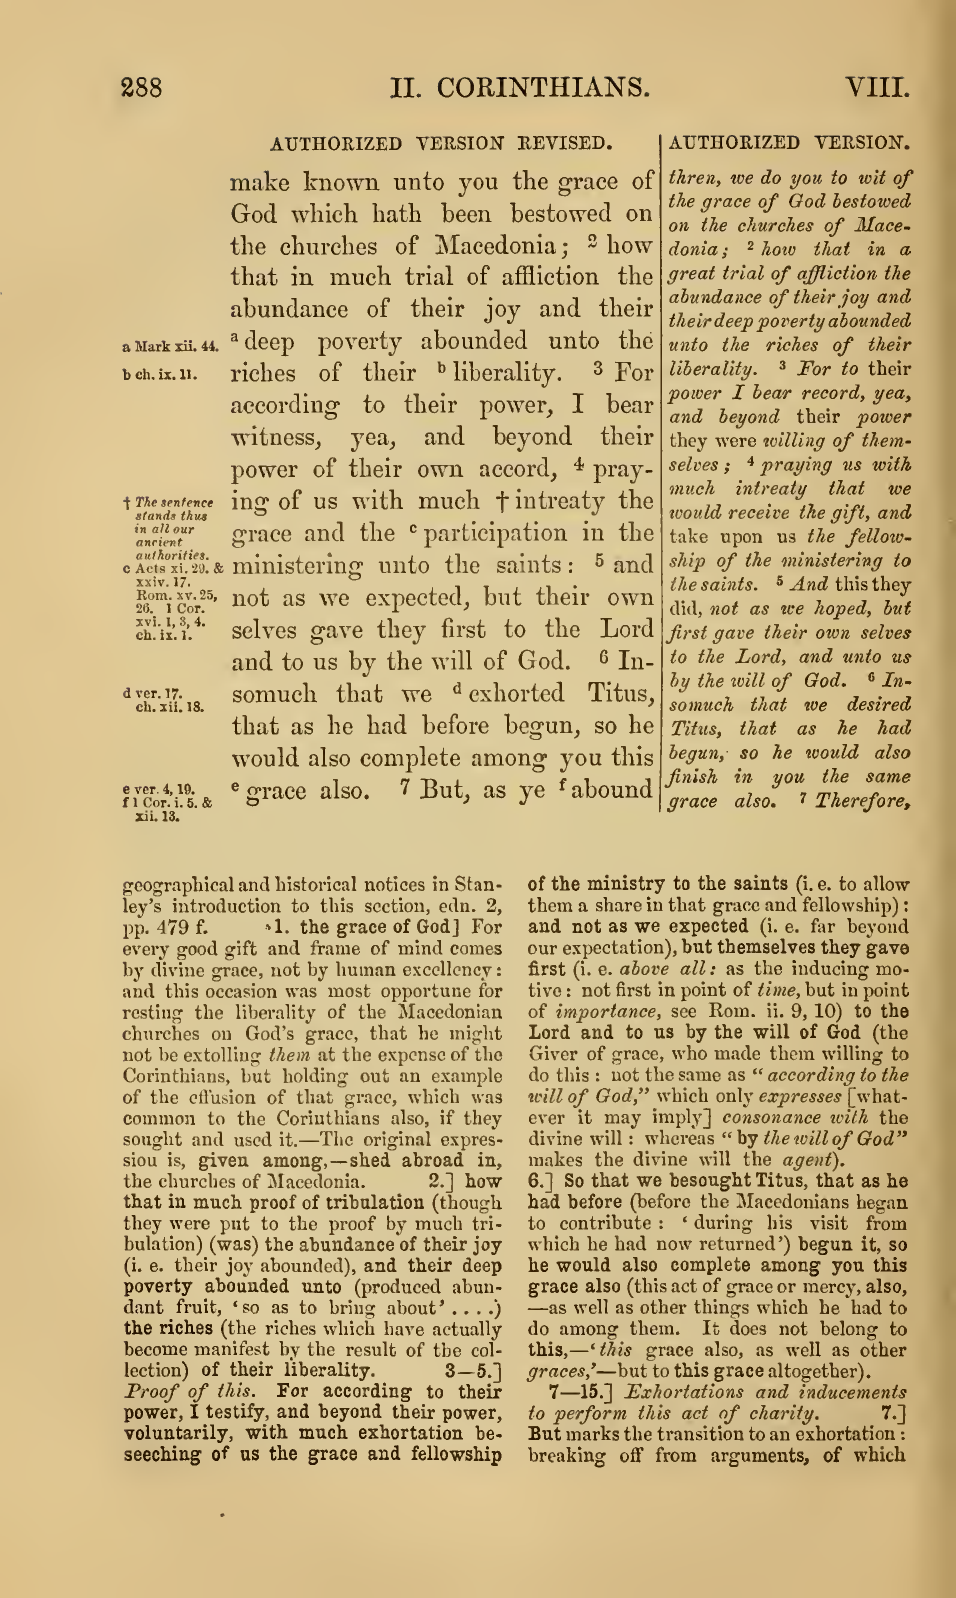 288
II. CORINTHIANS.
VIII.
AUTHORIZED VERSION REVISED.
make known unto you the grace of
God which hath been bestowed on
the churches of Macedonia; 2 how
that in much trial of affliction the
abundance of their joy and their
a deep poverty abounded unto the
riches of their b liberality. 3 For
according to their power, I bear
witness, yea, and beyond their
power of their own accord, 4 pray-
ing of us with much † intreaty the
grace and the c participation in the
ministering unto the saints: 5 and
not as we expected, but their own
selves gave they first to the Lord
and to us by the will of God. 6 In-
somuch that we d exhorted Titus,
that as he had before begun, so he
would also complete among you this
e grace also. 7 But, as ye f abound
a Mark xii. 44.
b ch. ix. 11.
† The sentence
stands thus
in all our
ancient
authorities.
c Acts xi. 29. &
xxiv. 17.
Rom. xv. 25,
26. 1 Cor.
xvi. 1, 3, 4.
ch. ix. 1.
d ver. 17.
ch. xii. 18.
e ver. 4, 19.
f 1 Cor. i. 5. &
xii. 13.
AUTHORIZED VERSION.
thren, we do you to wit of
the grace of God bestowed
on the churches of Mace-
donia; 2 how that in a
great trial of affliction the
abundance of their joy and
their deep poverty abounded
unto the riches of their
liberality. 3 For to their
power I bear record, yea,
and beyond their power
they were willing of them-
selves; 4 praying us with
much intreaty that we
would receive the gift, and
take upon us the fellow-
ship of the ministering to
the saints. 5 And this they
did, not as we hoped, but
first gave their own selves
to the Lord, and unto us
by the will of God. 6 In-
somuch that we desired
Titus, that as he had
begun, so he would also
finish in you the same
grace also. 7 Therefore,
geographical and historical notices in Stan-
ley's introduction to this section, edn. 2,
pp. 479 f. 1. the grace of God] For
every good gift and frame of mind comes
by divine grace, not by human excellency:
and this occasion was most opportune for
resting the liberality of the Macedonian
churches on God's grace, that he might
not be extolling them at the expense of the
Corinthians, but holding out an example
of the effusion of that grace, which was
common to the Corinthians also, if they
sought and used it.—The original expres-
siou is, given among,—shed abroad in,
the churches of Macedonia. 2.] how
that in much proof of tribulation (though
they were put to the proof by much tri-
bulation) (was) the abundance of their joy
(i. e. their joy abounded), and their deep
poverty abounded unto (produced abun-
dant fruit, 'so as to bring about' . . . .)
the riches (the riches which have actually
become manifest by the result of the col-
lection) of their liberality. 3—5.]
Proof of this. For according to their
power, I testify, and beyond their power,
voluntarily, with much exhortation be-
seeching of us the grace and fellowship
of the ministry to the saints (i. e. to allow
them a share in that grace and fellowship):
and not as we expected (i. e. far beyond
our expectation), but themselves they gave
first (i. e. above all: as the inducing mo-
tive: not first in point of time, but in point
of importance, see Rom. ii. 9, 10) to the
Lord and to us by the will of God (the
Giver of grace, who made them willing to
do this: not the same as "according to the
will of God," which only expresses [what-
ever it may imply] consonance with the
divine will: whereas "by the will of God"
makes the divine will the agent).
6.] So that we besought Titus, that as he
had before (before the Macedonians began
to contribute: 'during his visit from
which he had now returned') begun it, so
he would also complete among you this
grace also (this act of grace or mercy, also,
—as well as other things which he had to
do among them. It does not belong to
this,—'this grace also, as well as other
graces,'—but to this grace altogether).
7—15.] Exhortations and inducements
to perform this act of charity. 7.]
But marks the transition to an exhortation:
breaking off from arguments, of which